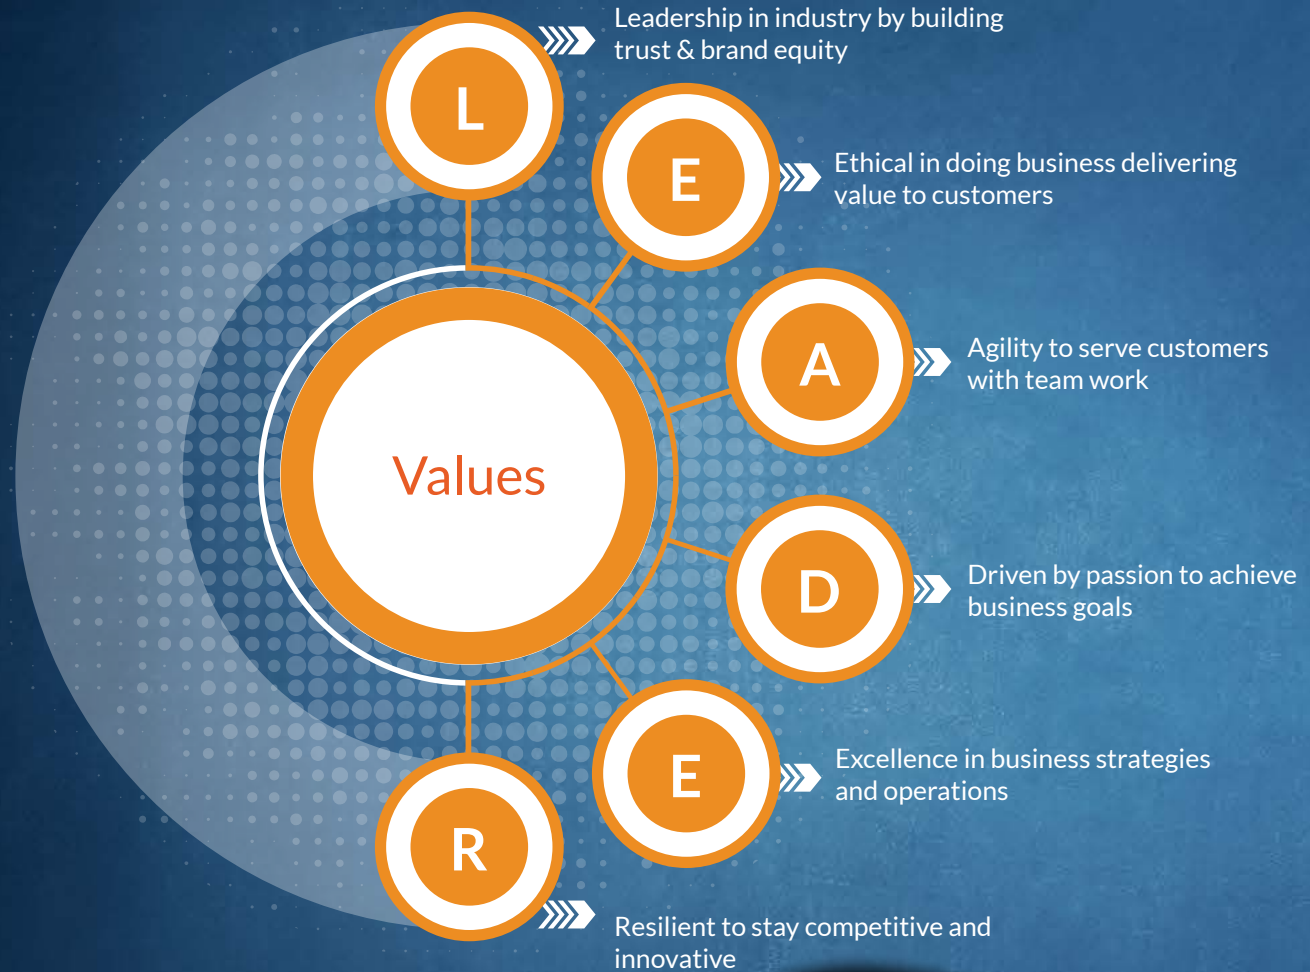 L
Leadership in industry by building
trust & brand equity
E
Ethical in doing business delivering
value to customers
A
Agility to serve customers
with team work
Values
D
Driven by passion to achieve
business goals
E
Excellence in business strategies
and operations
R
Resilient to stay competitive and
innovative